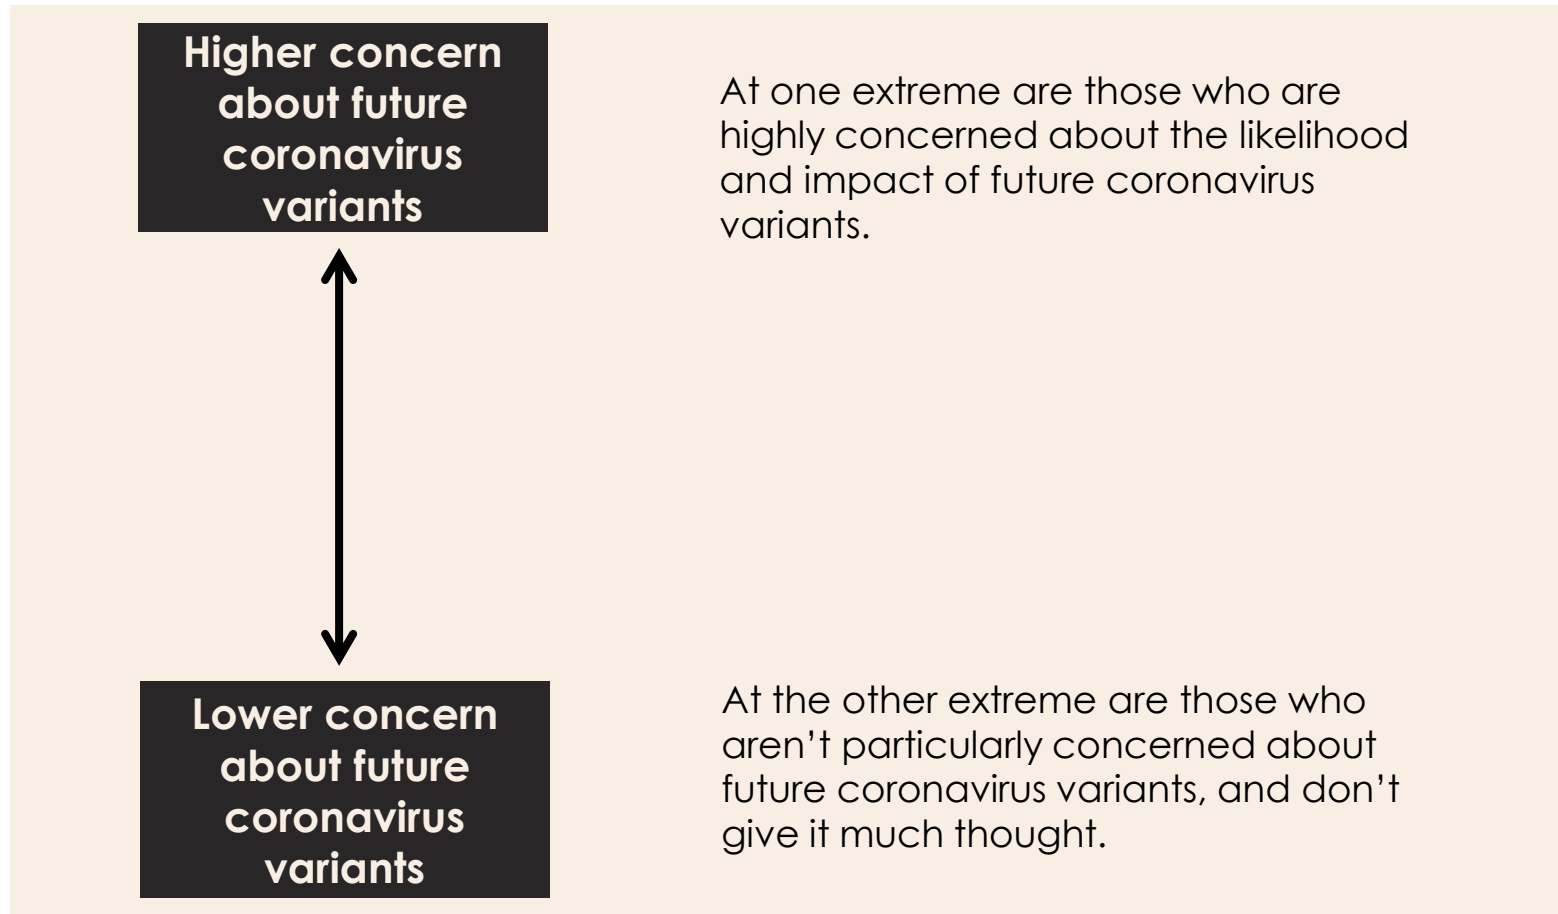 Higher concern
about future
coronavirus
variants
At one extreme are those who are
highly concerned about the likelihood
and impact of future coronavirus
variants.
Lower concern
about future
coronavirus
variants
At the other extreme are those who
aren’t particularly concerned about
future coronavirus variants, and don’t
give it much thought.